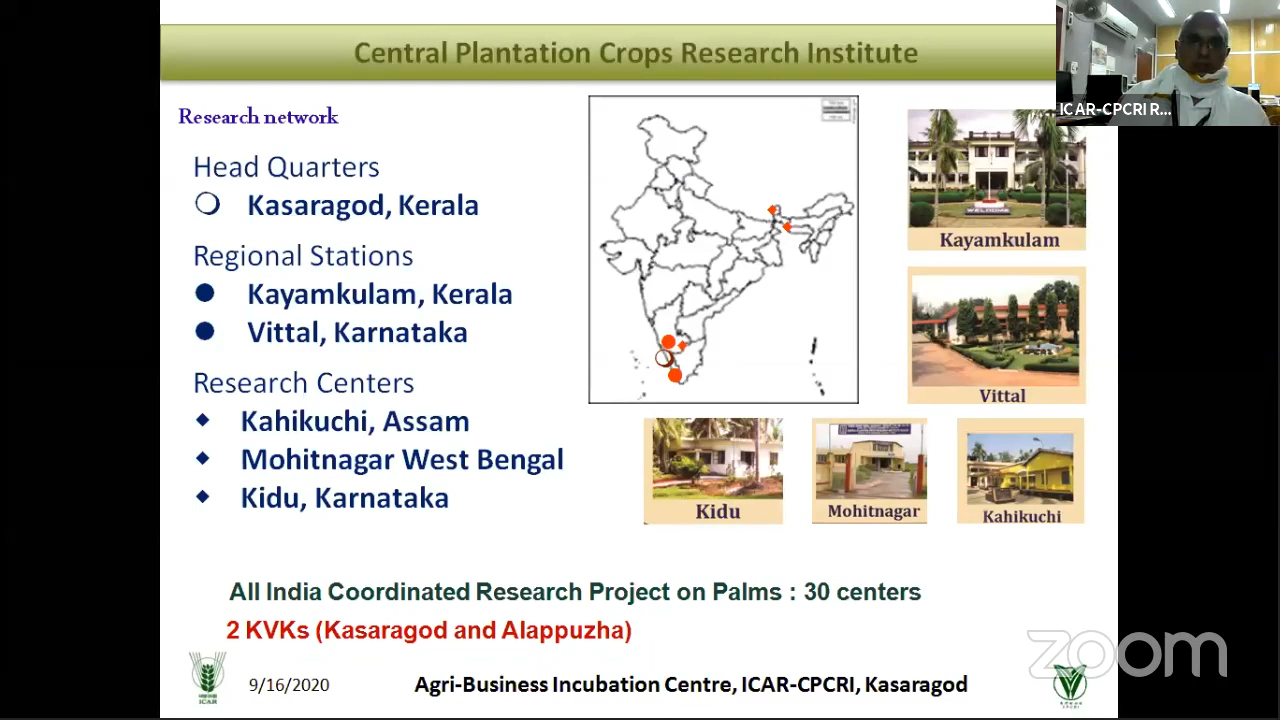 Central Plantation Crops Research Institute
ICAR-CPCRI R...
Research network
Head Quarters
Kasaragod, Kerala
Regional Stations
Kayamkulam, Kerala
Vittal, Karnataka
Research Centers
Kahikuchi, Assam
Mohitnagar West Bengal
Kidu, Karnataka
WELCOME
Kayamkulam
Vittal
Kidu
Mohitnagar
Kahikuchi
All India Coordinated Research Project on Palms : 30 centers
2 KVKs (Kasaragod and Alappuzha)
zoom
ICAR
9/16/2020
Agri-Business Incubation Centre, ICAR-CPCRI, Kasaragod
CPCRI